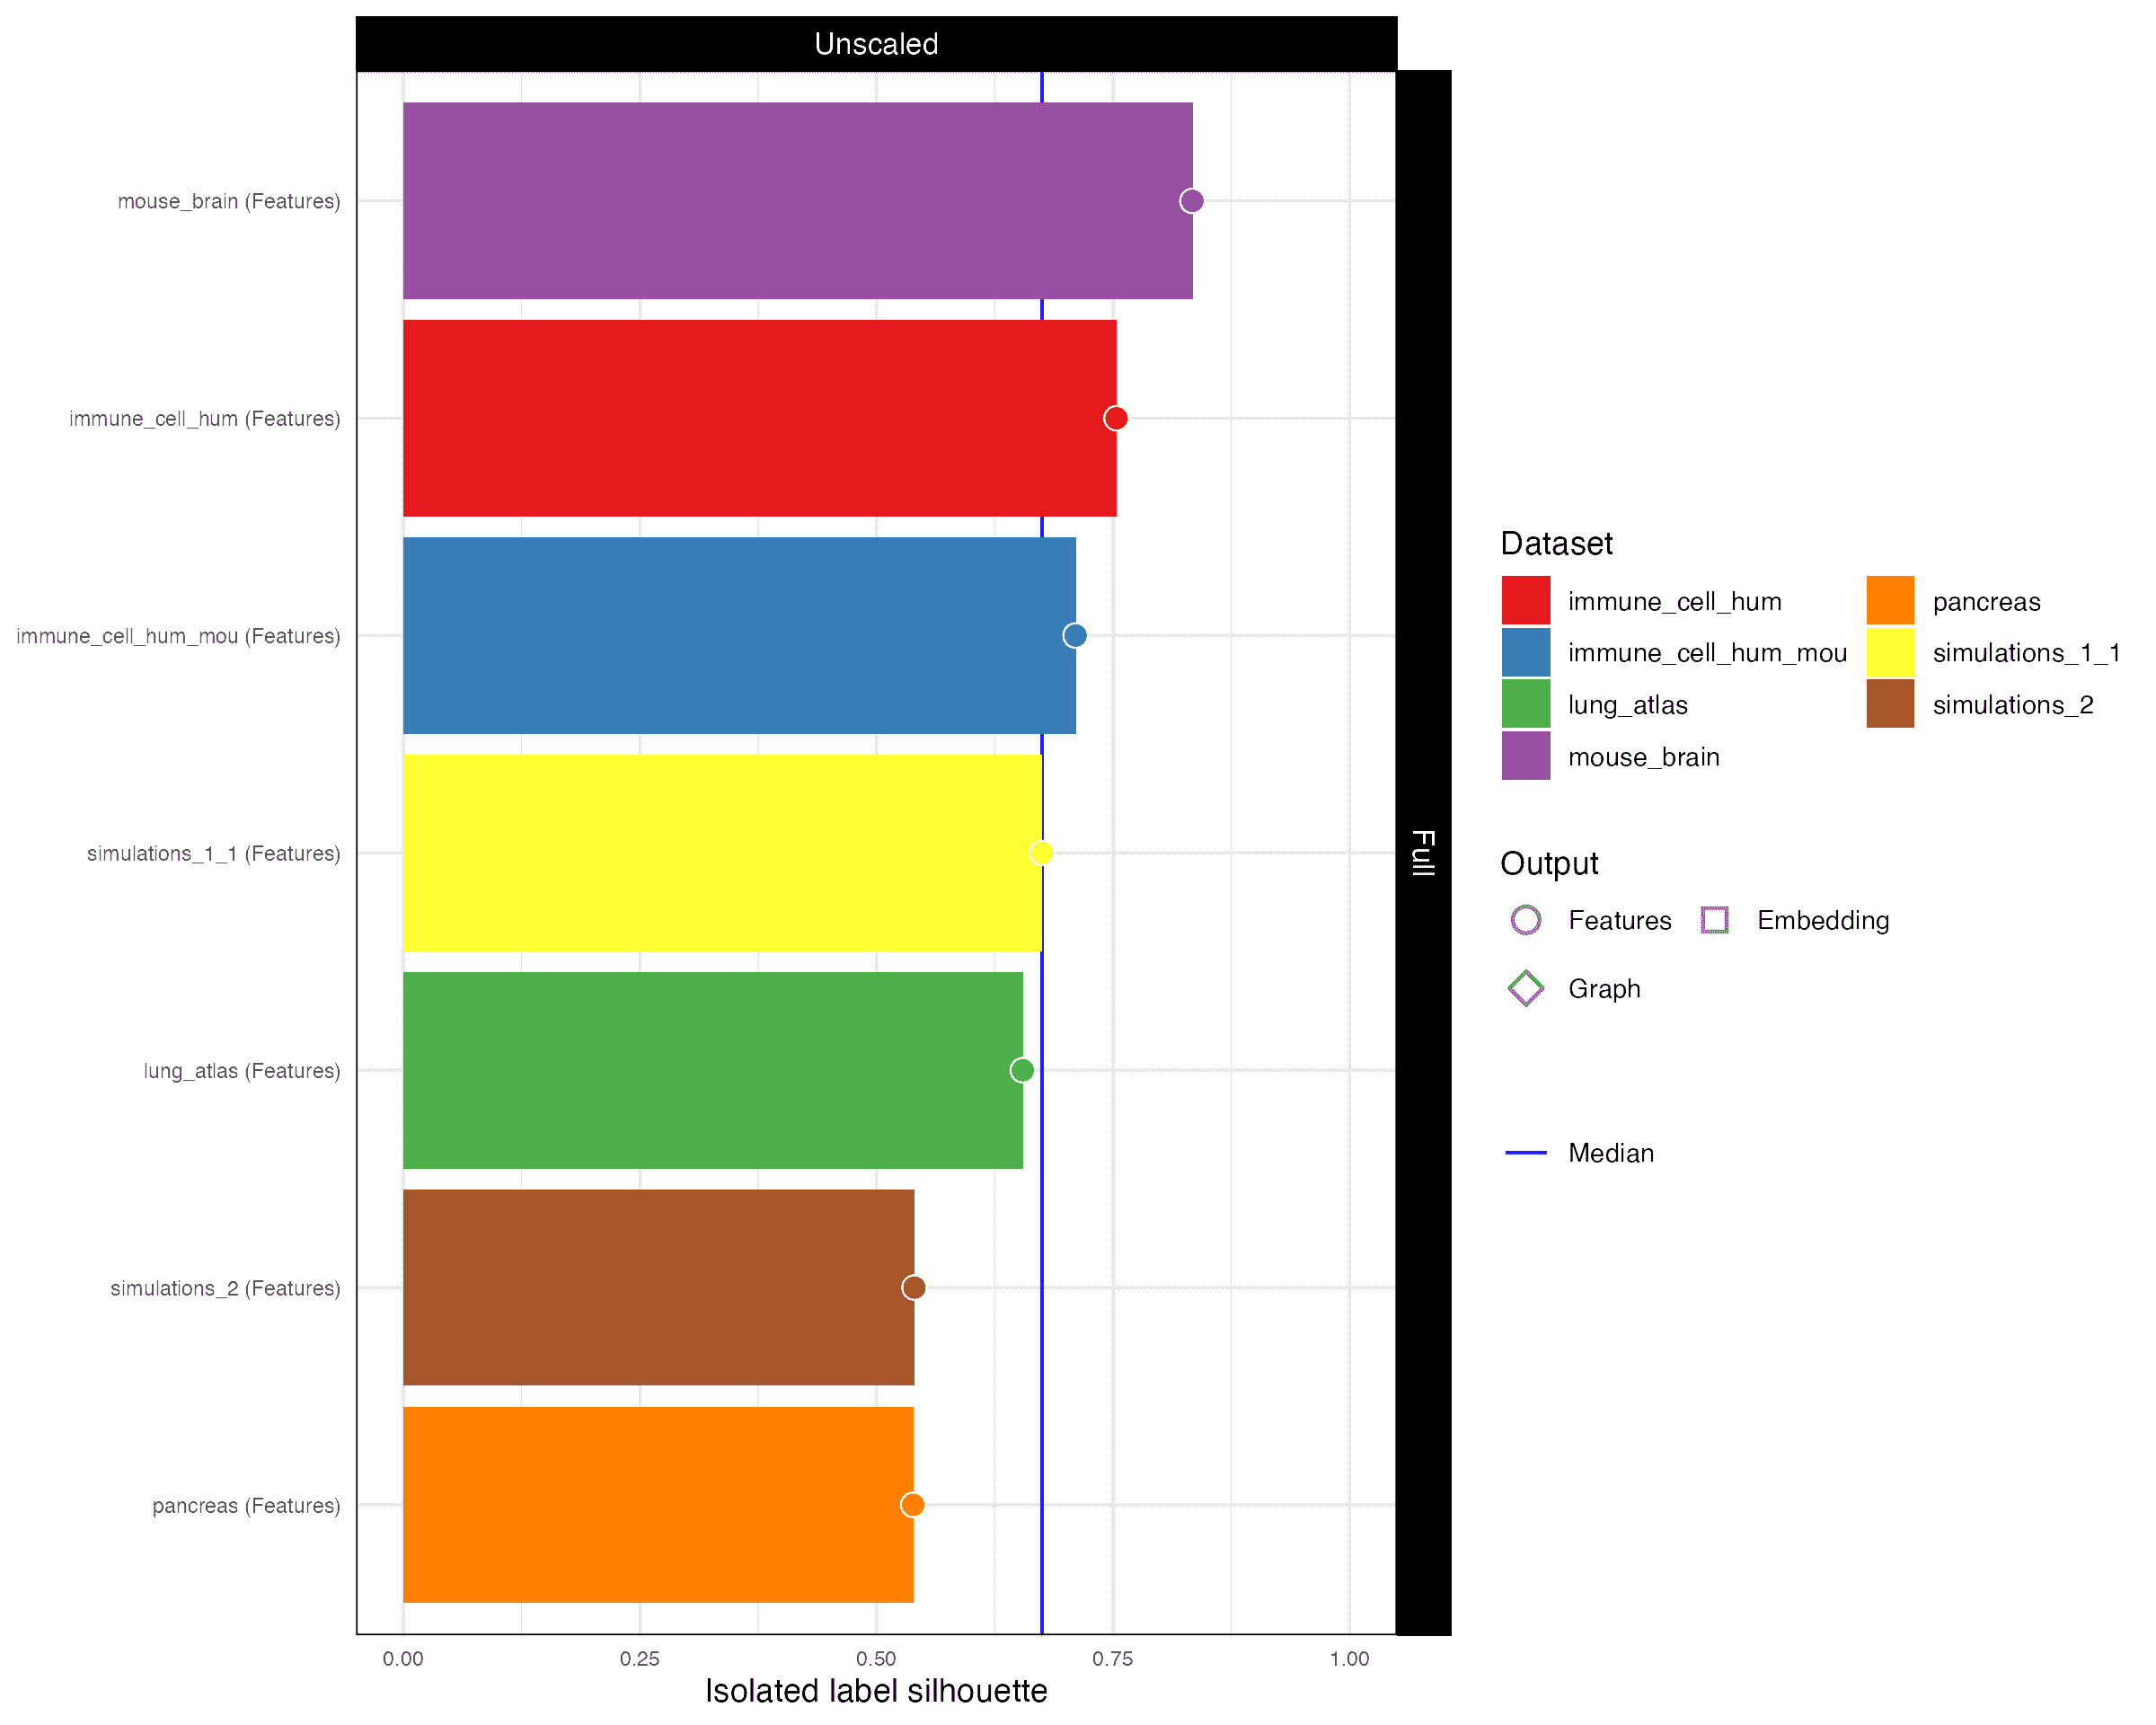 Unscaled
mouse_brain (Features)
immune_cell_hum (Features)
immune_cell_hum_mou (Features)
simulations_1_1 (Features)
lung_atlas (Features)
simulations_2 (Features)
pancreas (Features)
0.00 0.25 0.50 0.75 1.00
Isolated label silhouette
Full
Dataset
immune_cell_hum pancreas
immune_cell_hum_mou simulations_1_1
lung_atlas simulations_2
mouse_brain
Output
Features Embedding
Graph
Median